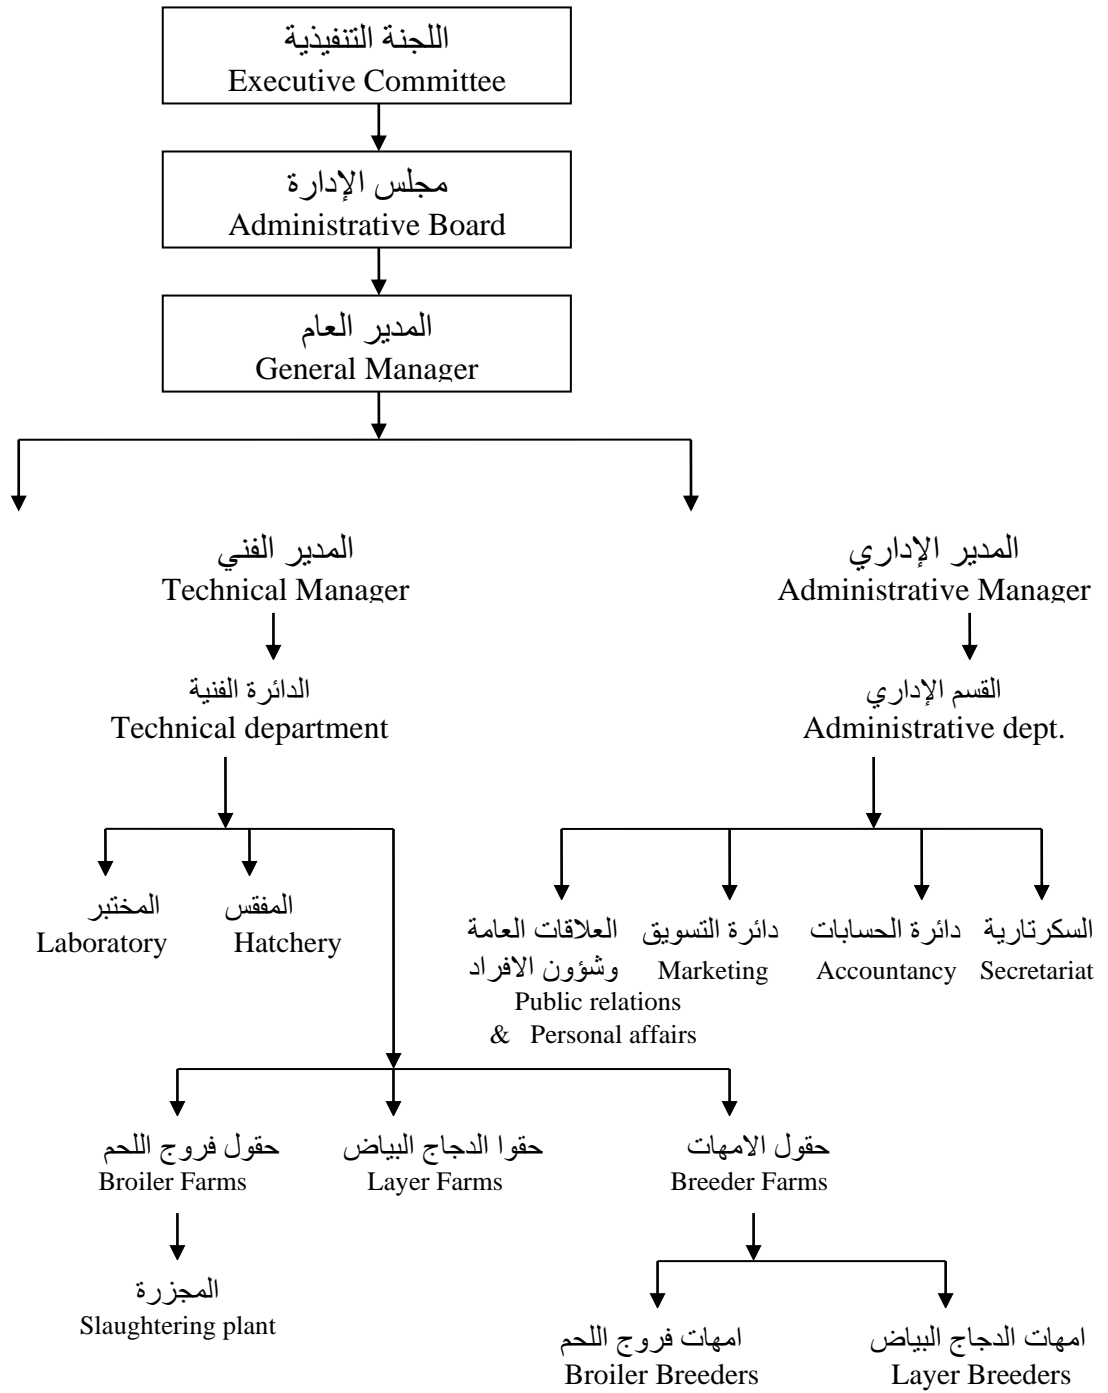 اللجنة التنفيذية
Executive Committee
مجلس الإدارة
Administrative Board
المدير العام
General Manager
المدير الفني
Technical Manager
المدير الإداري
Administrative Manager
الدائرة الفنية
Technical department
القسم الإداري
Administrative dept.
المختبر
Laboratory
المفقس
Hatchery
العلاقات العامة
وشؤون الافراد
Public relations
& Personal affairs
دائرة التسويق
Marketing
دائرة الحسابات
Accountancy
السكرتارية
Secretariat
حقول فروج اللحم
Broiler Farms
حقوا الدجاج البياض
Layer Farms
حقول الامهات
Breeder Farms
المجزرة
Slaughtering plant
امهات فروج اللحم
Broiler Breeders
امهات الدجاج البياض
Layer Breeders